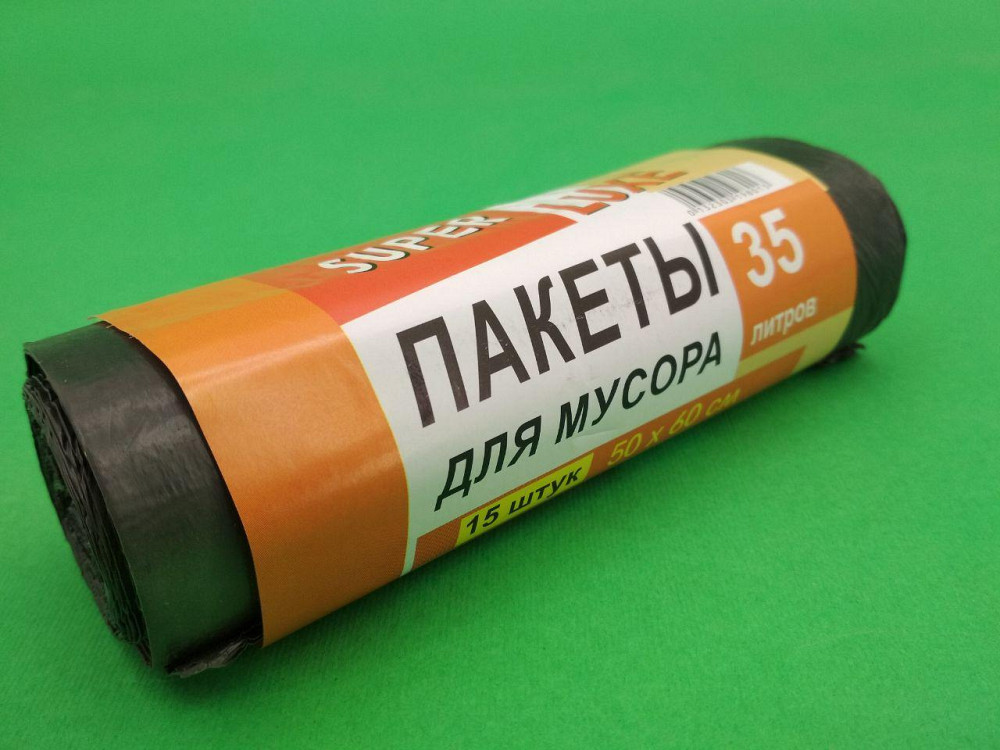 SUPER LUXE
ПАКЕТЫ
ДЛЯ МУСОРА
35
литров
15 штук
50 x 60 см